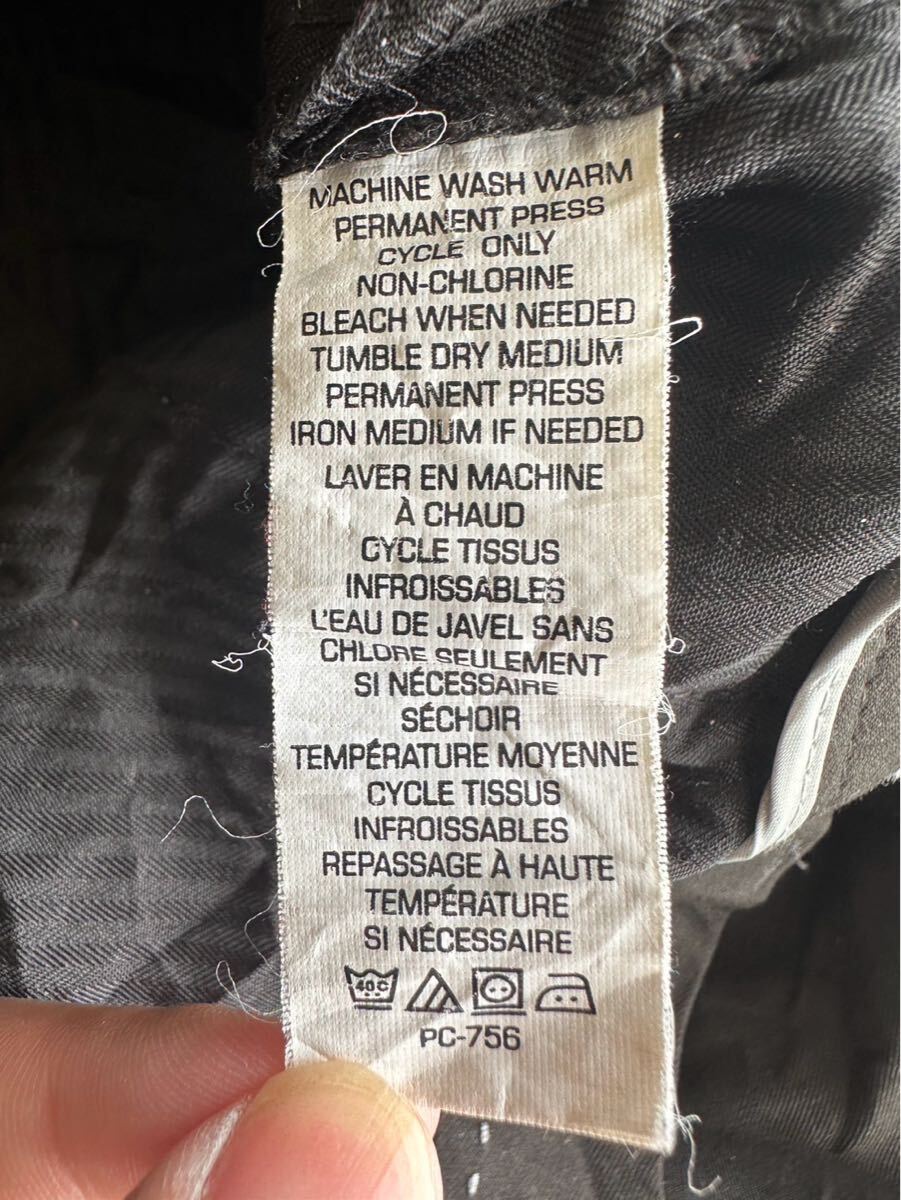 MACHINE WASH WARM
PERMANENT PRESS
CYCLE ONLY
NON-CHLORINE
BLEACH WHEN NEEDED
TUMBLE DRY MEDIUM
PERMANENT PRESS
IRON MEDIUM IF NEEDED
LAVER EN MACHINE
À CHAUD
CYCLE TISSUS
INFROISSABLES
L'EAU DE JAVEL SANS
CHLORE SEULEMENT
SI NÉCESSAIRE
SÉCHOIR
TEMPÉRATURE MOYENNE
CYCLE TISSUS
INFROISSABLES
REPASSAGE À HAUTE
TEMPÉRATURE
SI NÉCESSAIRE
40C
PC-756